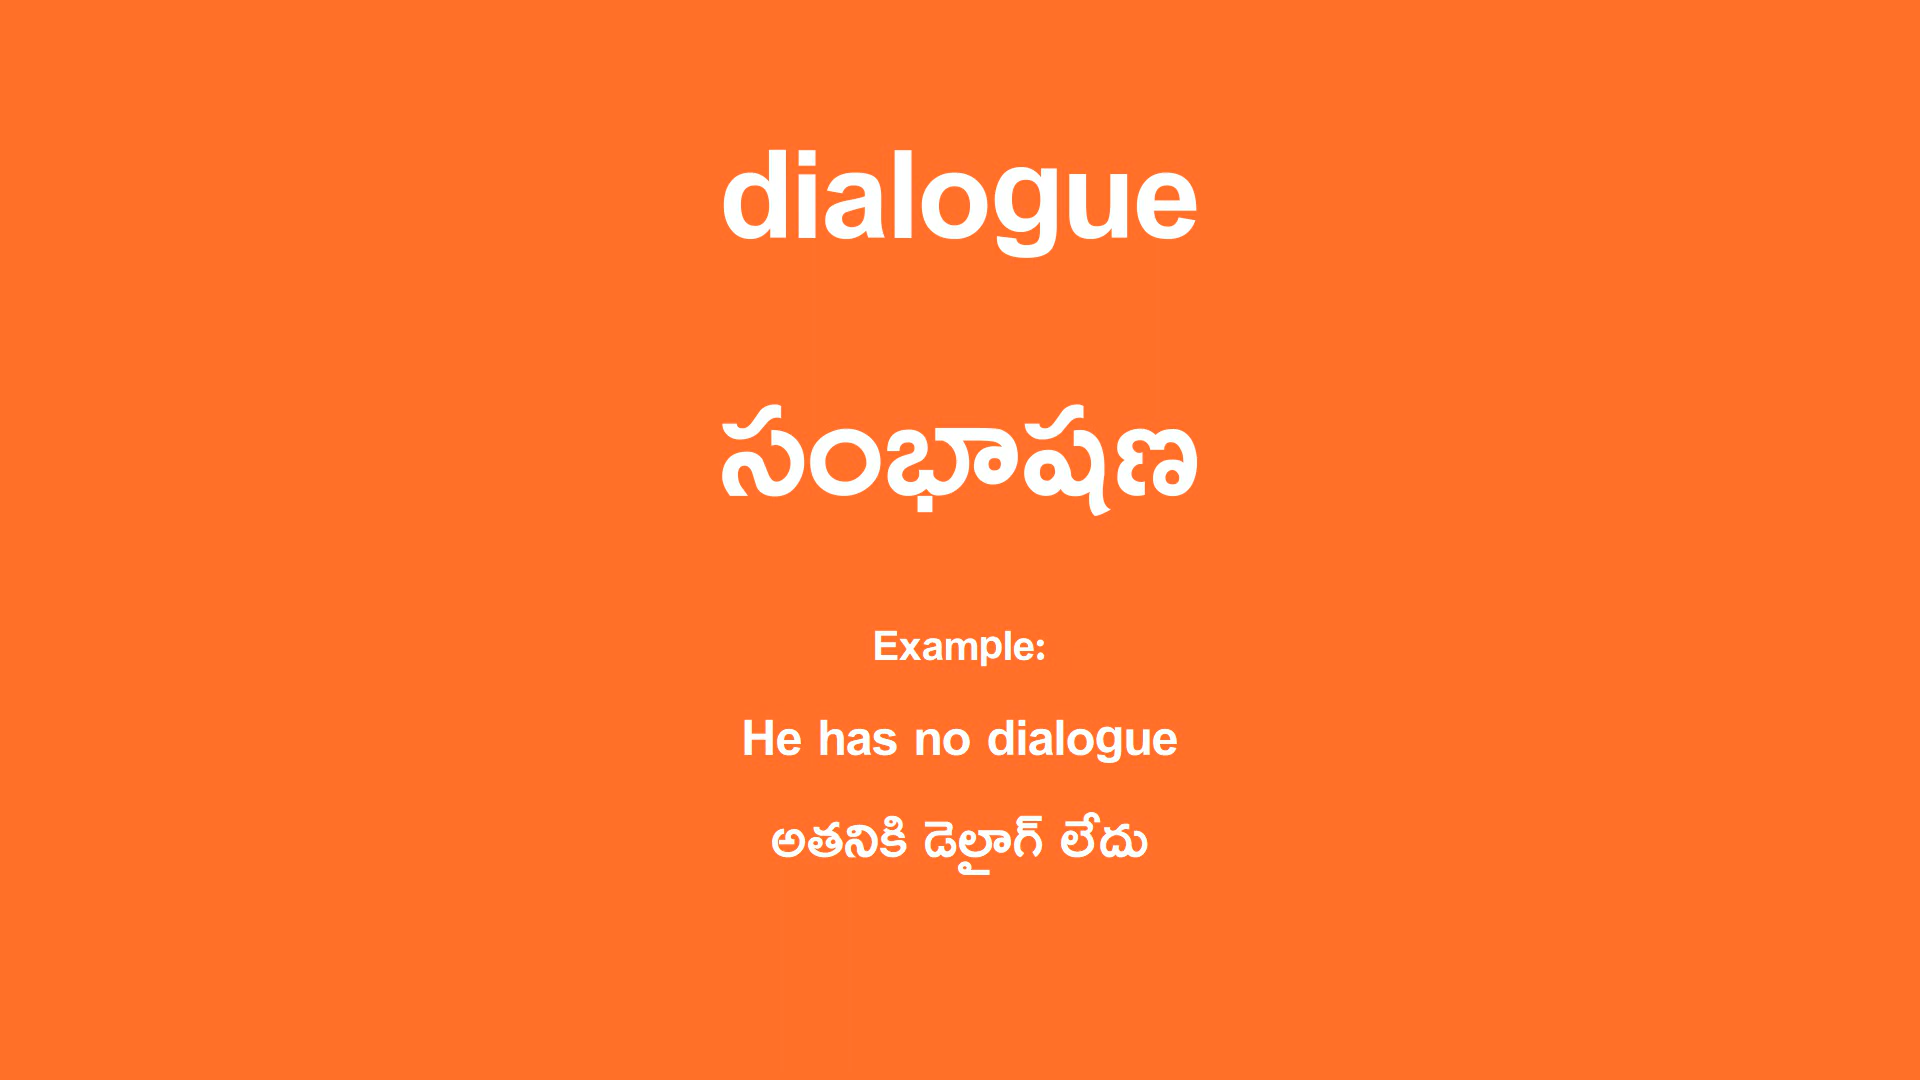 dialogue
సంభాషణ
Example:
He has no dialogue
అతనికి డైలాగ్ లేదు